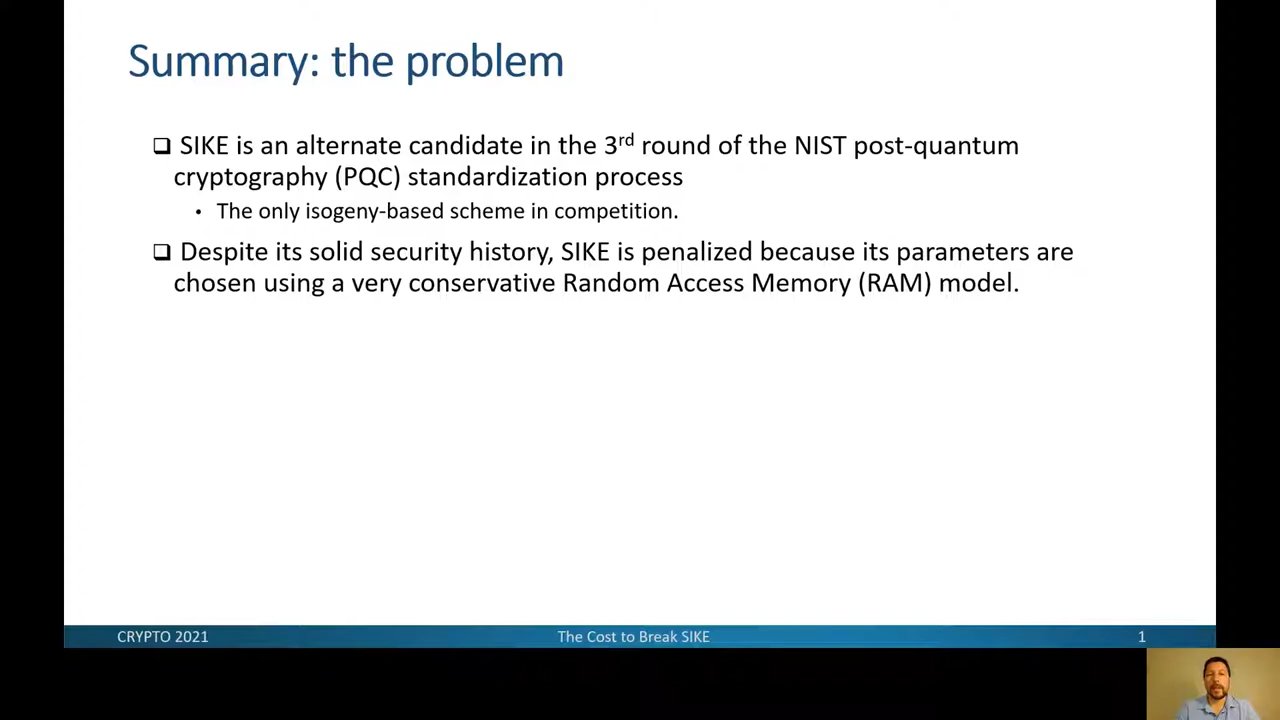 Summary: the problem
❑ SIKE is an alternate candidate in the 3rd round of the NIST post-quantum
cryptography (PQC) standardization process
• The only isogeny-based scheme in competition.
❑ Despite its solid security history, SIKE is penalized because its parameters are
chosen using a very conservative Random Access Memory (RAM) model.
CRYPTO 2021
The Cost to Break SIKE
1